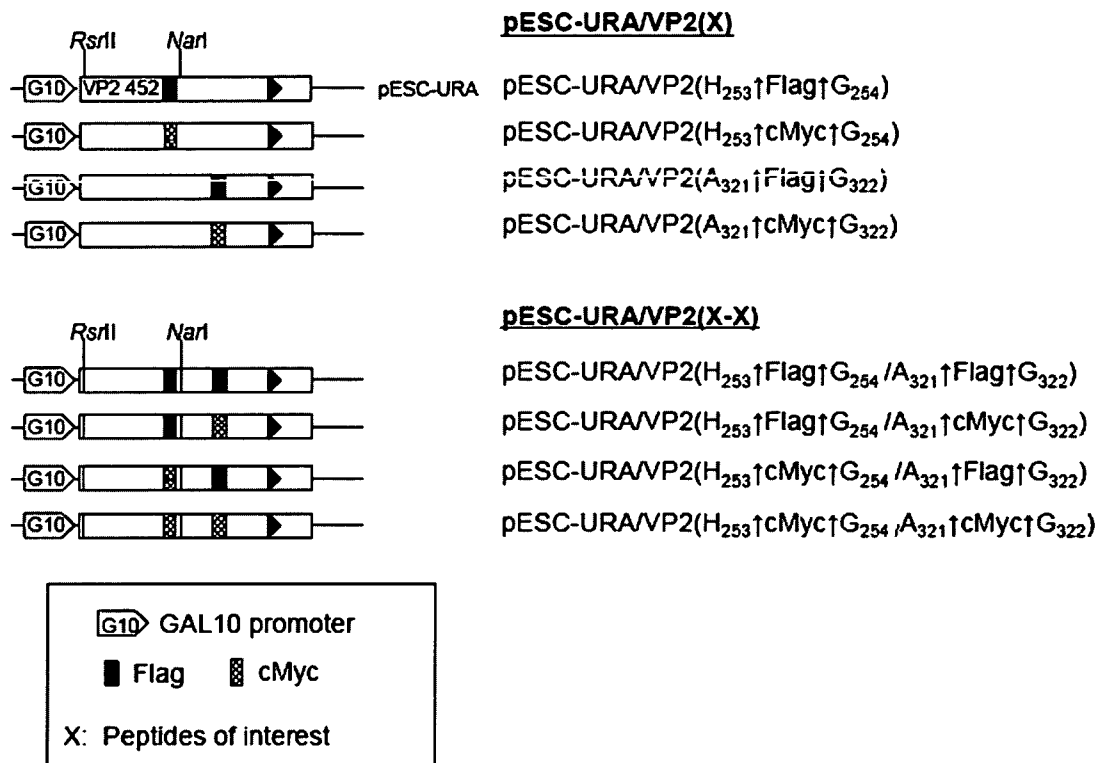 pESC-URA/VP2(X)
RsrII NarI
G10 VP2 452 pESC-URA pESC-URA/VP2(H253↑Flag↑G254)
G10 pESC-URA/VP2(H253↑cMyc↑G254)
G10 pESC-URA/VP2(A321↑Flag↑G322)
G10 pESC-URA/VP2(A321↑cMyc↑G322)
pESC-URA/VP2(X-X)
RsrII NarI
G10 pESC-URA/VP2(H253↑Flag↑G254 /A321↑Flag↑G322)
G10 pESC-URA/VP2(H253↑Flag↑G254 /A321↑cMyc↑G322)
G10 pESC-URA/VP2(H253↑cMyc↑G254 /A321↑Flag↑G322)
G10 pESC-URA/VP2(H253↑cMyc↑G254 /A321↑cMyc↑G322)
G10 GAL10 promoter
Flag cMyc
X: Peptides of interest